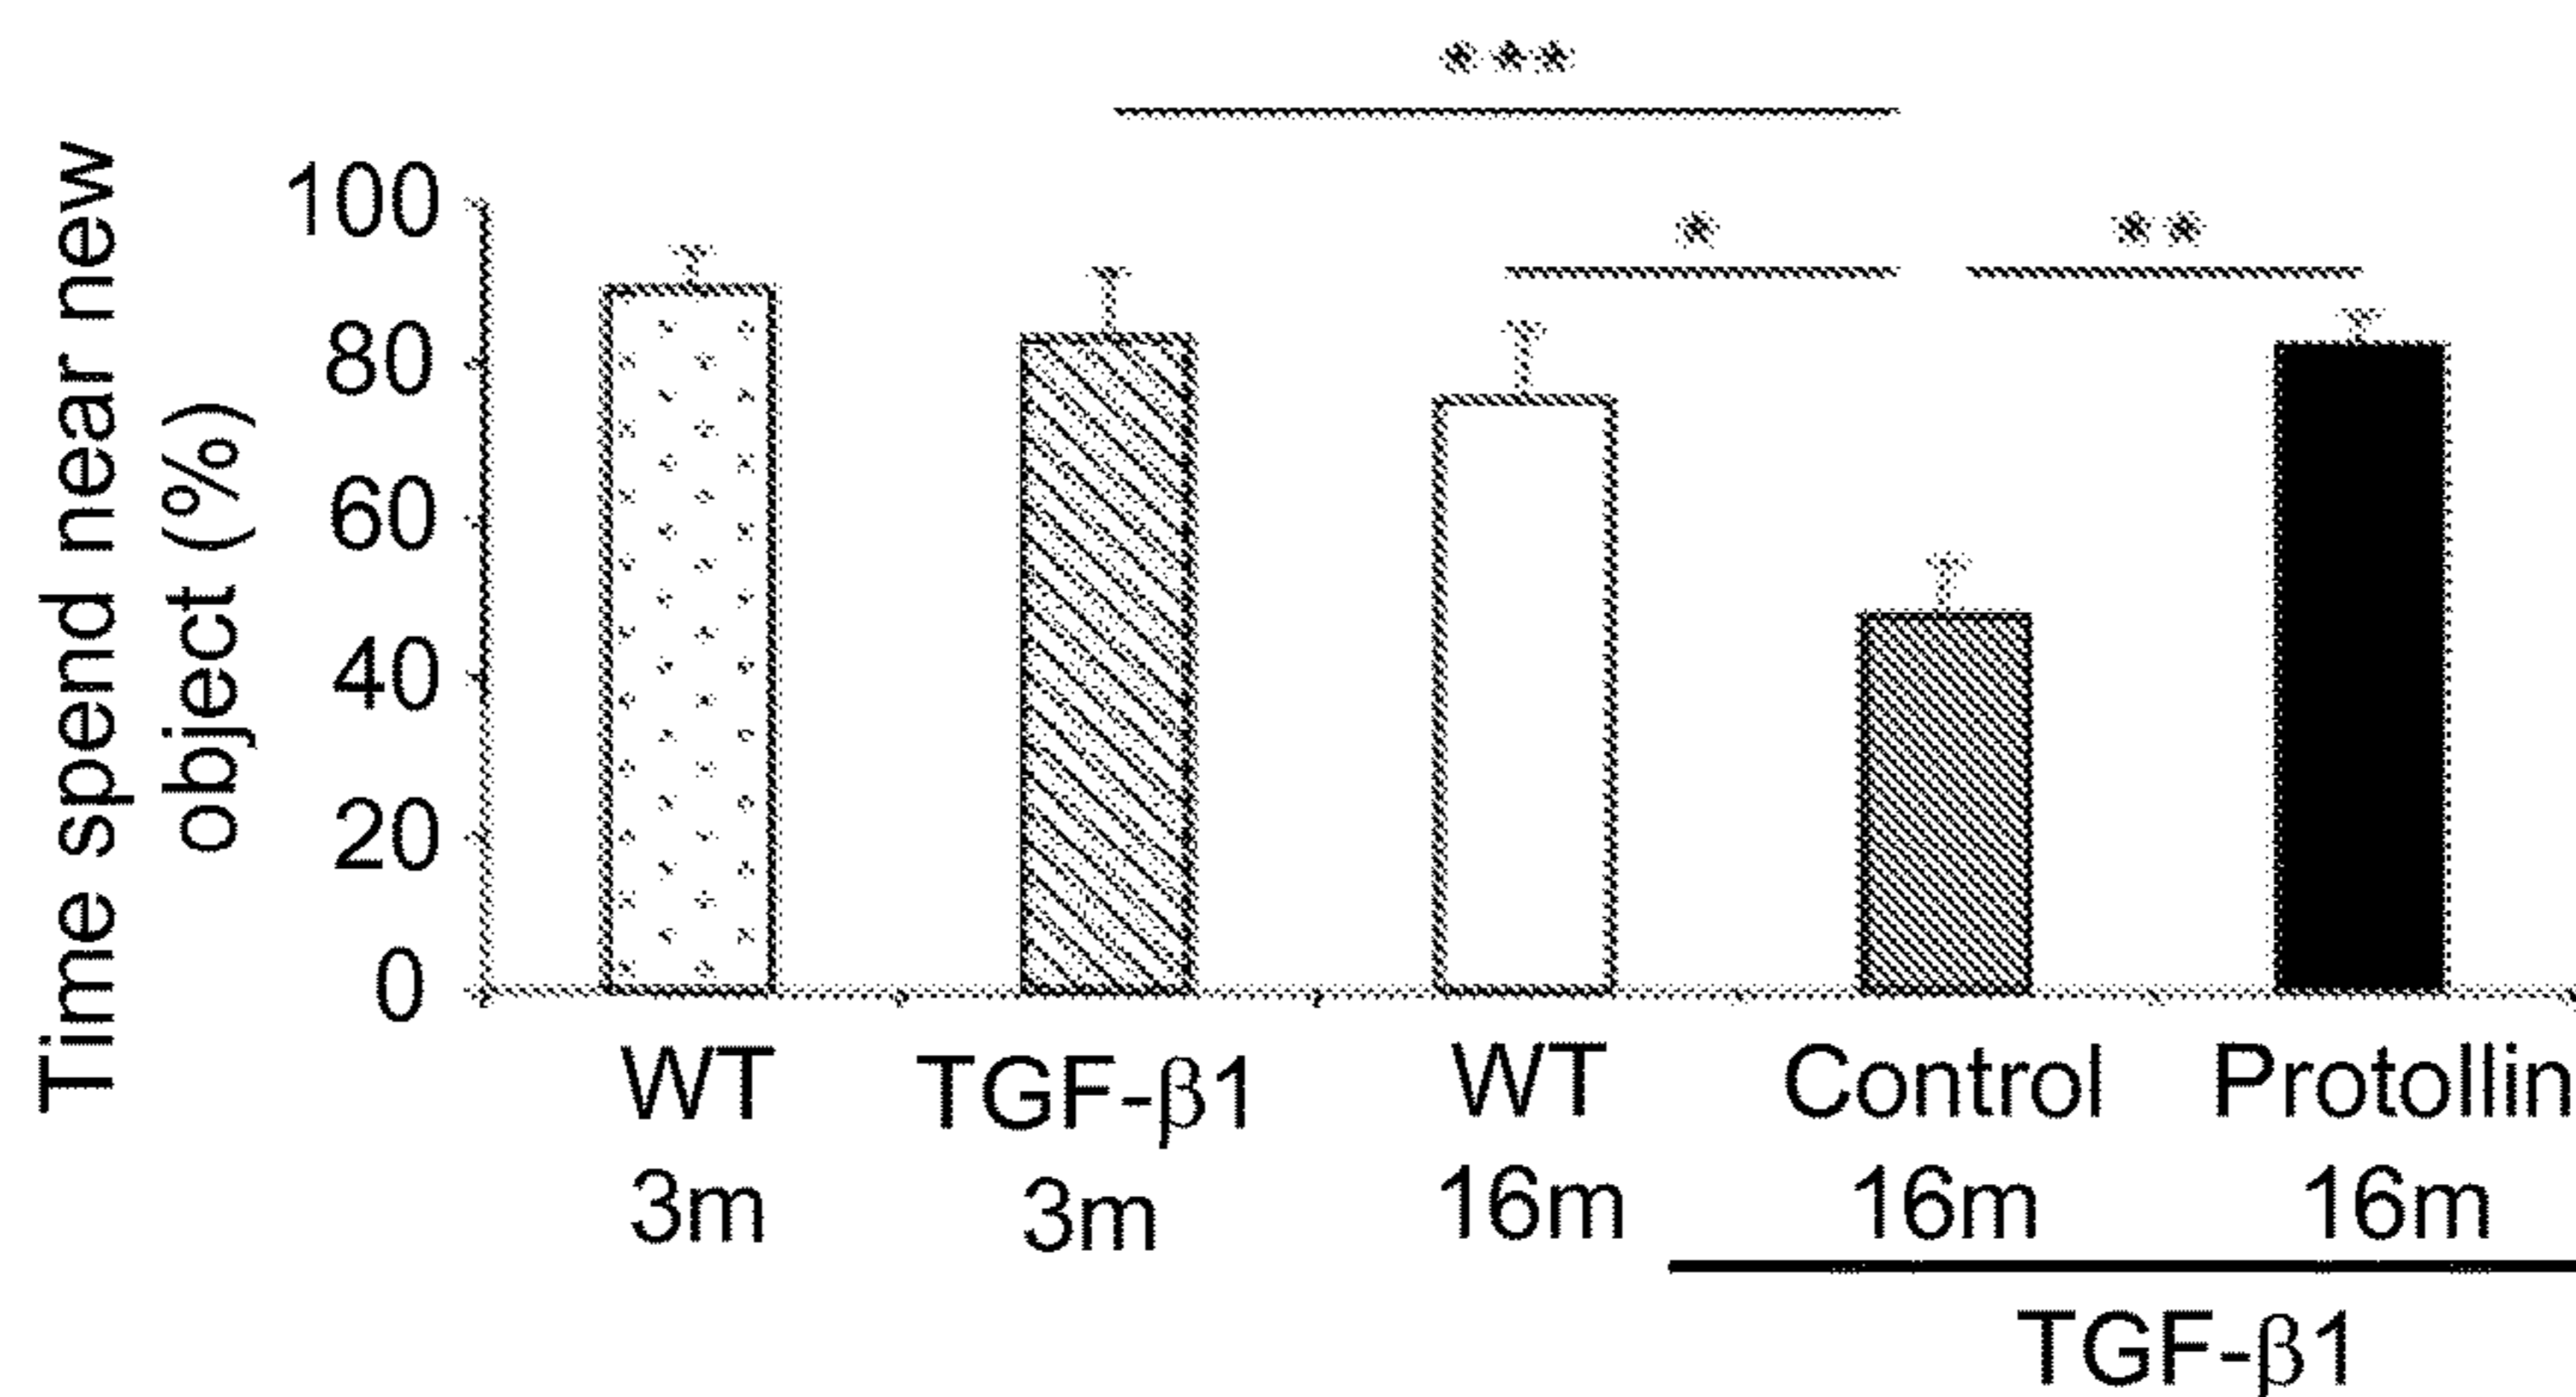 ***
* **
Time spend near new
object (%)
100
80
60
40
20
0
WT TGF-β1 WT Control Protollin
3m 3m 16m 16m 16m
TGF-β1